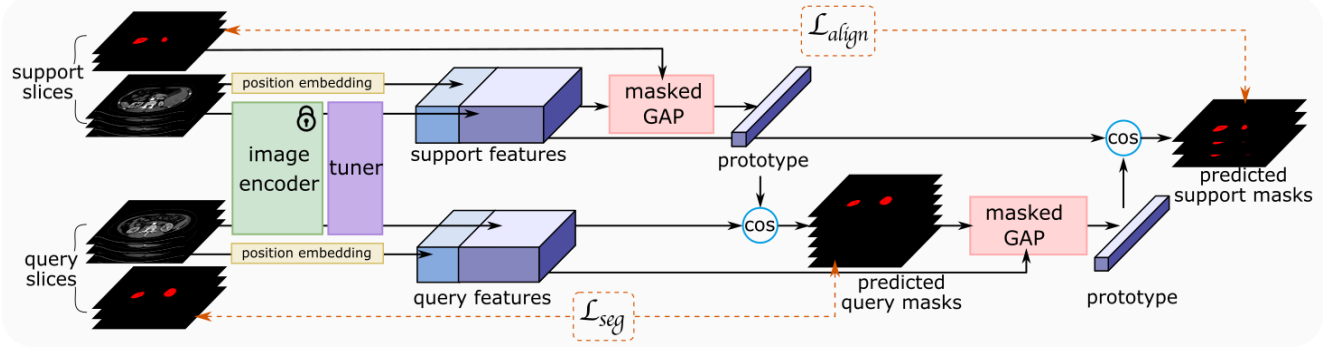 support
slices
position embedding
image
encoder
tuner
support features
masked
GAP
prototype
ℒalign
cos
predicted
support masks
query
slices
position embedding
query features
cos
predicted
query masks
masked
GAP
prototype
ℒseg